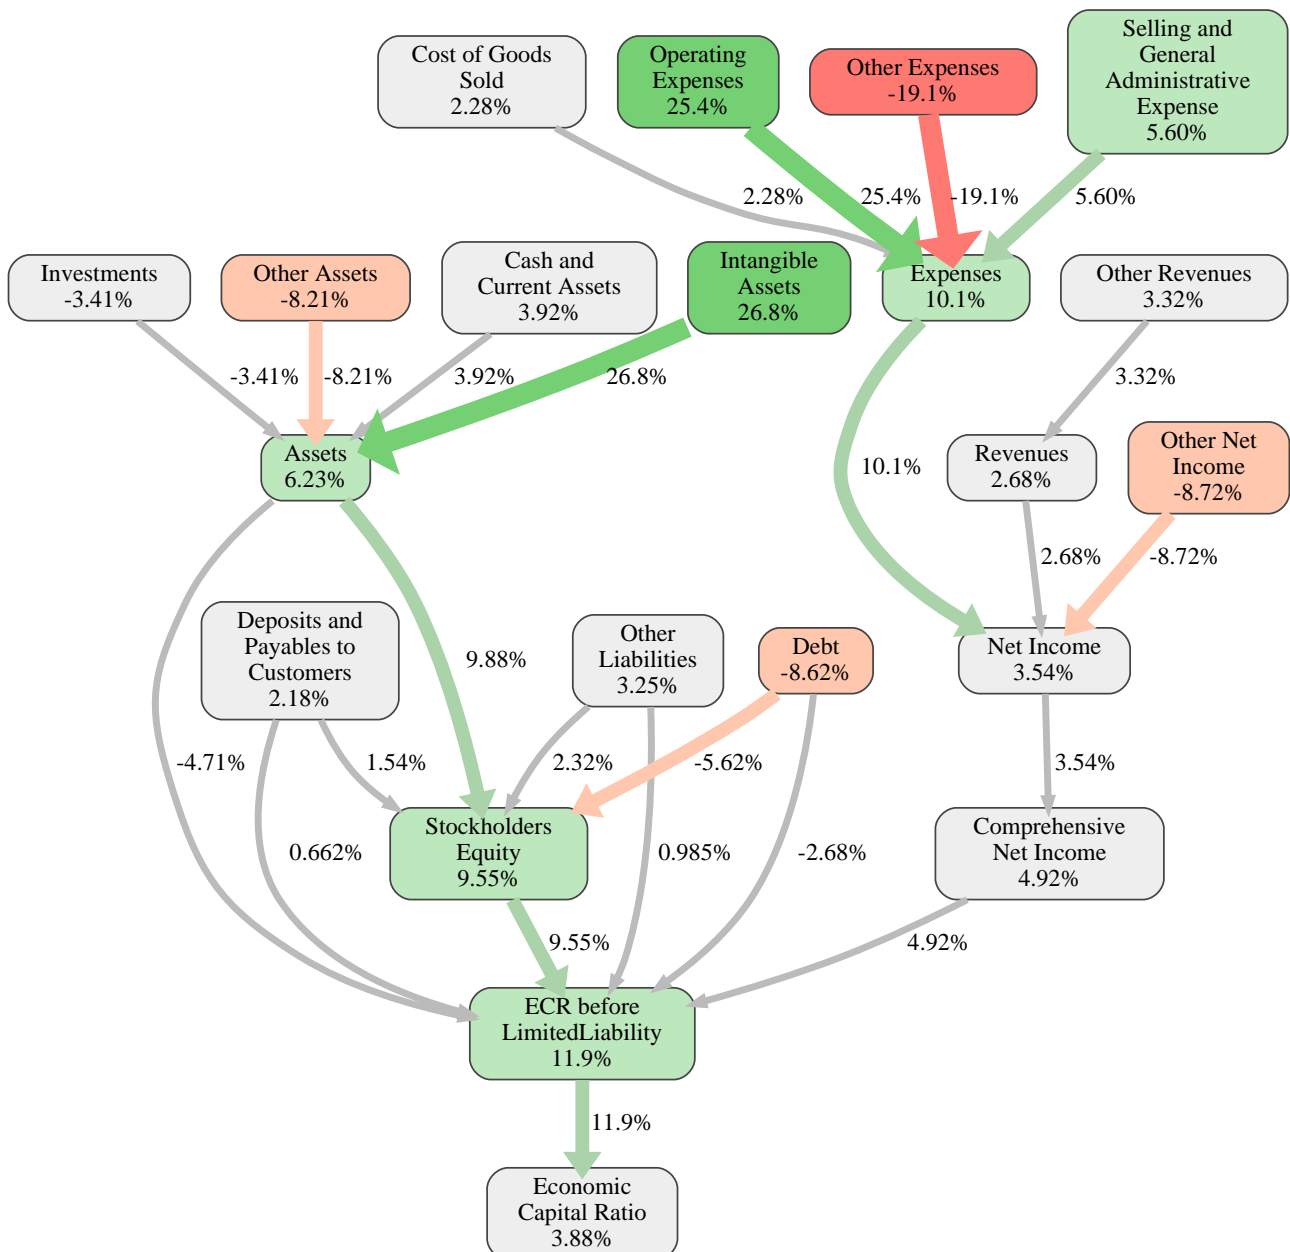 Cost of Goods
Sold
2.28%
Operating
Expenses
25.4%
Other Expenses
-19.1%
Selling and
General
Administrative
Expense
5.60%
2.28%
25.4%
-19.1%
5.60%
Investments
-3.41%
Other Assets
-8.21%
Cash and
Current Assets
3.92%
Intangible
Assets
26.8%
Expenses
10.1%
Other Revenues
3.32%
-3.41%
-8.21%
3.92%
26.8%
3.32%
Assets
6.23%
10.1%
Revenues
2.68%
Other Net
Income
-8.72%
2.68%
-8.72%
Deposits and
Payables to
Customers
2.18%
9.88%
Other
Liabilities
3.25%
Debt
-8.62%
Net Income
3.54%
-4.71%
1.54%
2.32%
-5.62%
3.54%
0.662%
Stockholders
Equity
9.55%
0.985%
-2.68%
Comprehensive
Net Income
4.92%
9.55%
4.92%
ECR before
LimitedLiability
11.9%
11.9%
Economic
Capital Ratio
3.88%